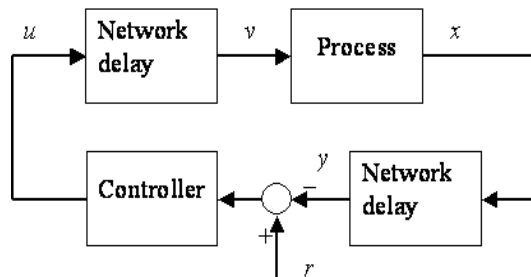 u
Network
delay
v
Process
x
Controller
y
−
+
r
Network
delay